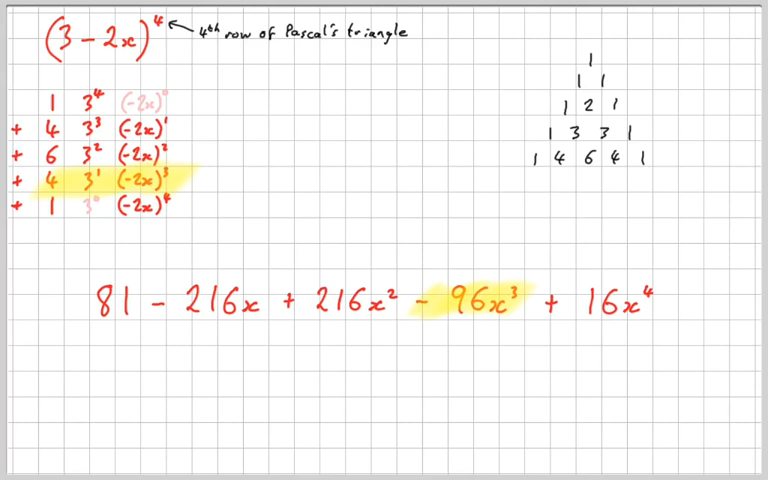 (3 − 2x)⁴ 4th row of Pascal's triangle
1 3⁴ (−2x)⁰
+ 4 3³ (−2x)¹
+ 6 3² (−2x)²
+ 4 3¹ (−2x)³
+ 1 3⁰ (−2x)⁴
1
1 1
1 2 1
1 3 3 1
1 4 6 4 1
81 − 216x + 216x² − 96x³ + 16x⁴